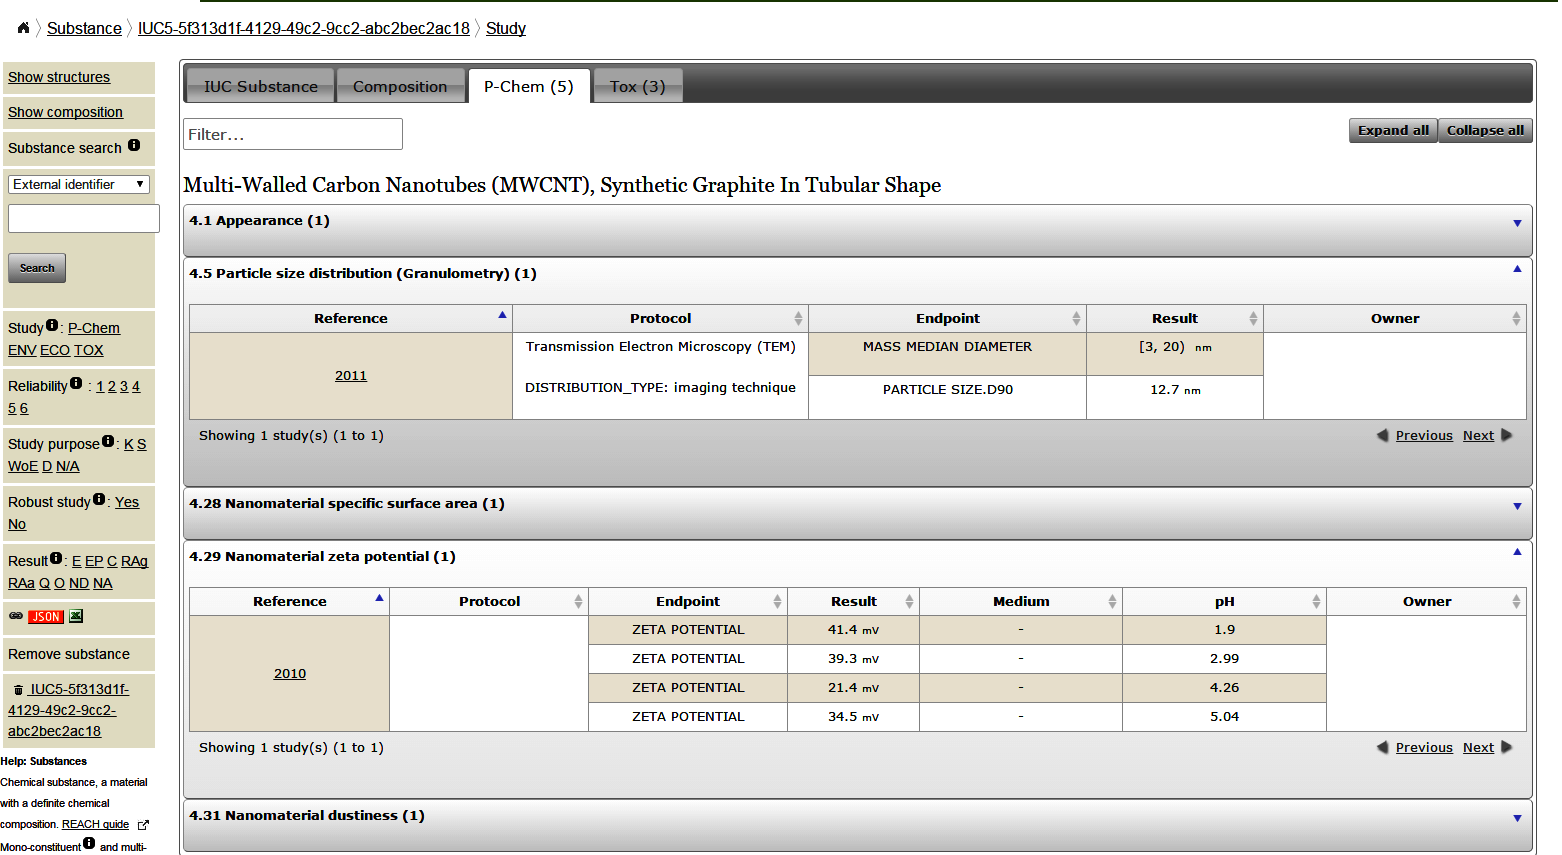 Substance IUC5-5f313d1f-4129-49c2-9cc2-abc2bec2ac18 Study
Show structures
Show composition
Substance search
External identifier
Search
Study : P-Chem
ENV ECO TOX
Reliability : 1 2 3 4
5 6
Study purpose : K S
WoE D N/A
Robust study : Yes
No
Result : E EP C RAg
RAa Q O ND NA
JSON
Remove substance
IUC5-5f313d1f-
4129-49c2-9cc2-
abc2bec2ac18
Help: Substances
Chemical substance, a material
with a definite chemical
composition. REACH guide
Mono-constituent and multi-
IUC Substance Composition P-Chem (5) Tox (3)
Filter...
Expand all Collapse all
Multi-Walled Carbon Nanotubes (MWCNT), Synthetic Graphite In Tubular Shape
4.1 Appearance (1)
4.5 Particle size distribution (Granulometry) (1)
Reference Protocol Endpoint Result Owner
2011
Transmission Electron Microscopy (TEM)
DISTRIBUTION_TYPE: imaging technique
MASS MEDIAN DIAMETER [3, 20) nm
PARTICLE SIZE.D90 12.7 nm
Showing 1 study(s) (1 to 1) Previous Next
4.28 Nanomaterial specific surface area (1)
4.29 Nanomaterial zeta potential (1)
Reference Protocol Endpoint Result Medium pH Owner
2010
ZETA POTENTIAL 41.4 mV - 1.9
ZETA POTENTIAL 39.3 mV - 2.99
ZETA POTENTIAL 21.4 mV - 4.26
ZETA POTENTIAL 34.5 mV - 5.04
Showing 1 study(s) (1 to 1) Previous Next
4.31 Nanomaterial dustiness (1)